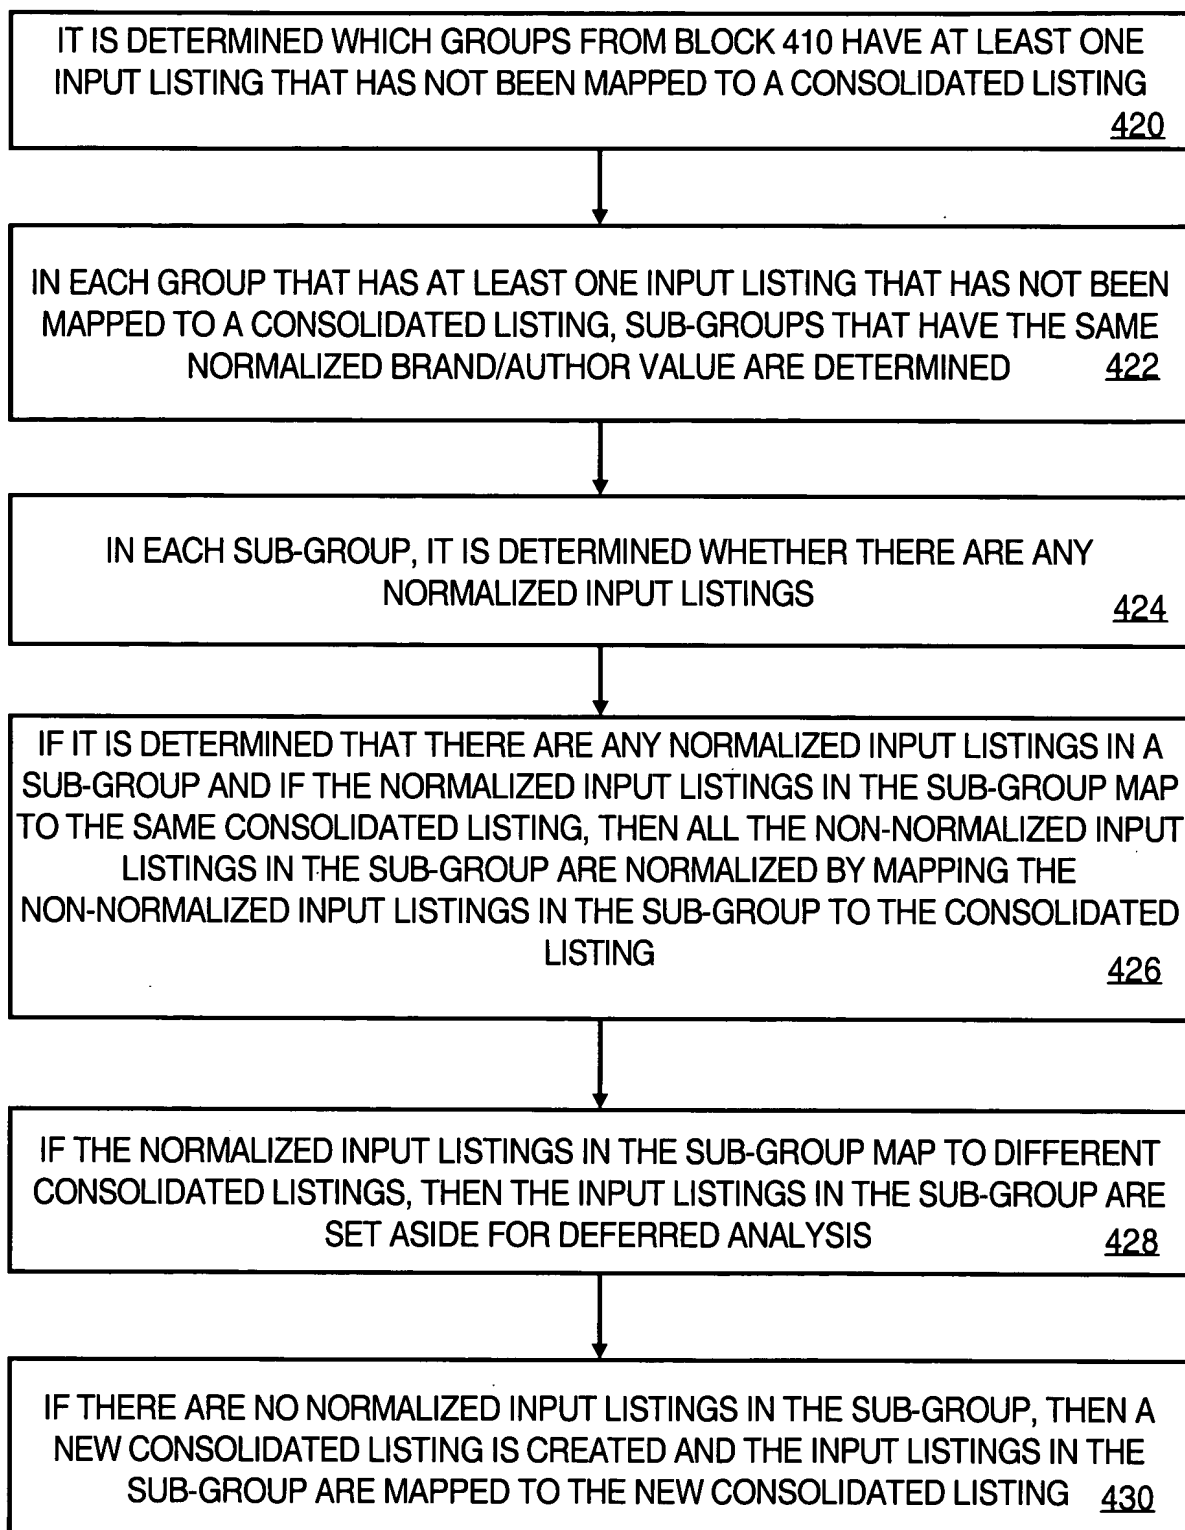 IT IS DETERMINED WHICH GROUPS FROM BLOCK 410 HAVE AT LEAST ONE
INPUT LISTING THAT HAS NOT BEEN MAPPED TO A CONSOLIDATED LISTING
420
IN EACH GROUP THAT HAS AT LEAST ONE INPUT LISTING THAT HAS NOT BEEN
MAPPED TO A CONSOLIDATED LISTING, SUB-GROUPS THAT HAVE THE SAME
NORMALIZED BRAND/AUTHOR VALUE ARE DETERMINED 422
IN EACH SUB-GROUP, IT IS DETERMINED WHETHER THERE ARE ANY
NORMALIZED INPUT LISTINGS 424
IF IT IS DETERMINED THAT THERE ARE ANY NORMALIZED INPUT LISTINGS IN A
SUB-GROUP AND IF THE NORMALIZED INPUT LISTINGS IN THE SUB-GROUP MAP
TO THE SAME CONSOLIDATED LISTING, THEN ALL THE NON-NORMALIZED INPUT
LISTINGS IN THE SUB-GROUP ARE NORMALIZED BY MAPPING THE
NON-NORMALIZED INPUT LISTINGS IN THE SUB-GROUP TO THE CONSOLIDATED
LISTING 426
IF THE NORMALIZED INPUT LISTINGS IN THE SUB-GROUP MAP TO DIFFERENT
CONSOLIDATED LISTINGS, THEN THE INPUT LISTINGS IN THE SUB-GROUP ARE
SET ASIDE FOR DEFERRED ANALYSIS 428
IF THERE ARE NO NORMALIZED INPUT LISTINGS IN THE SUB-GROUP, THEN A
NEW CONSOLIDATED LISTING IS CREATED AND THE INPUT LISTINGS IN THE
SUB-GROUP ARE MAPPED TO THE NEW CONSOLIDATED LISTING 430